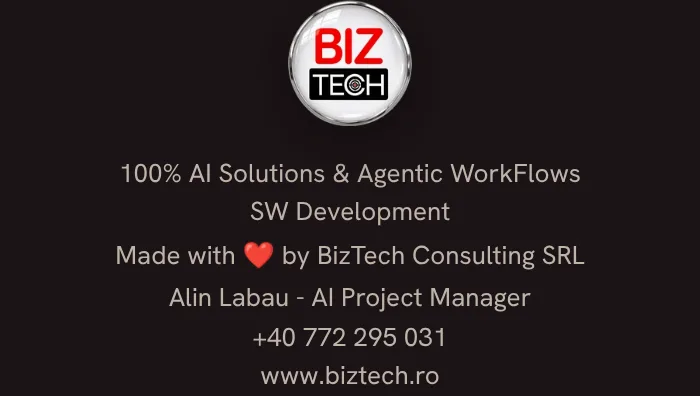 BIZ
TECH
100% AI Solutions & Agentic WorkFlows
SW Development
Made with ❤️ by BizTech Consulting SRL
Alin Labau - AI Project Manager
+40 772 295 031
www.biztech.ro